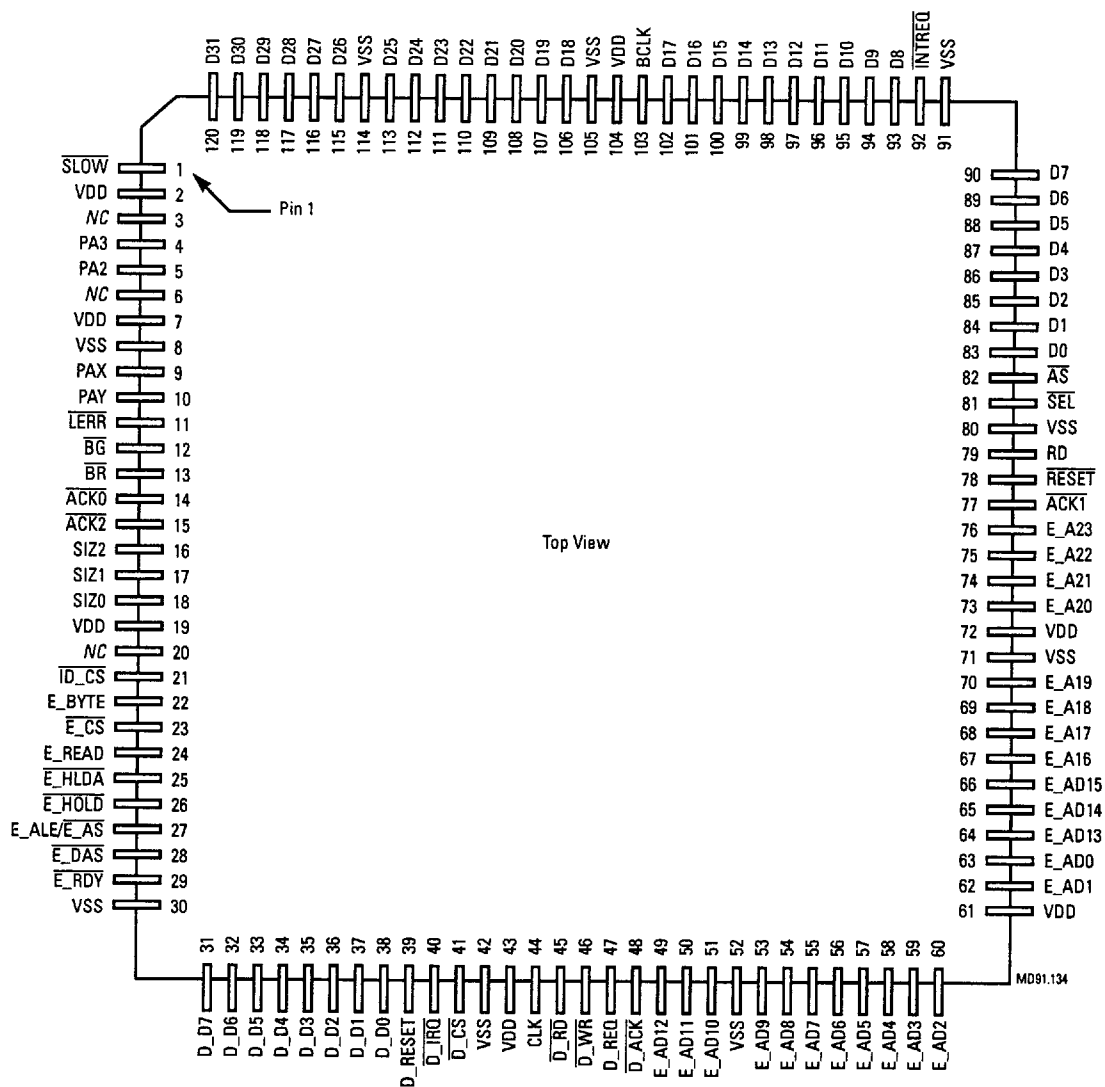 D31 D30 D29 D28 D27 D26 VSS D25 D24 D23 D22 D21 D20 D19 D18 VSS VDD BCLK D17 D16 D15 D14 D13 D12 D11 D10 D9 D8 INTREQ VSS
120 119 118 117 116 115 114 113 112 111 110 109 108 107 106 105 104 103 102 101 100 99 98 97 96 95 94 93 92 91
SLOW 1
VDD 2
NC 3
PA3 4
PA2 5
NC 6
VDD 7
VSS 8
PAX 9
PAY 10
LERR 11
BG 12
BR 13
ACK0 14
ACK2 15
SIZ2 16
SIZ1 17
SIZ0 18
VDD 19
NC 20
ID_CS 21
E_BYTE 22
E_CS 23
E_READ 24
E_HLDA 25
E_HOLD 26
E_ALE/E_AS 27
E_DAS 28
E_RDY 29
VSS 30
Pin 1
Top View
90 D7
89 D6
88 D5
87 D4
86 D3
85 D2
84 D1
83 D0
82 AS
81 SEL
80 VSS
79 RD
78 RESET
77 ACK1
76 E_A23
75 E_A22
74 E_A21
73 E_A20
72 VDD
71 VSS
70 E_A19
69 E_A18
68 E_A17
67 E_A16
66 E_AD15
65 E_AD14
64 E_AD13
63 E_AD0
62 E_AD1
61 VDD
31 32 33 34 35 36 37 38 39 40 41 42 43 44 45 46 47 48 49 50 51 52 53 54 55 56 57 58 59 60
D_D7 D_D6 D_D5 D_D4 D_D3 D_D2 D_D1 D_D0 D_RESET D_IRQ D_CS VSS VDD CLK D_RD D_WR D_REQ D_ACK E_AD12 E_AD11 E_AD10 VSS E_AD9 E_AD8 E_AD7 E_AD6 E_AD5 E_AD4 E_AD3 E_AD2
MD91.134